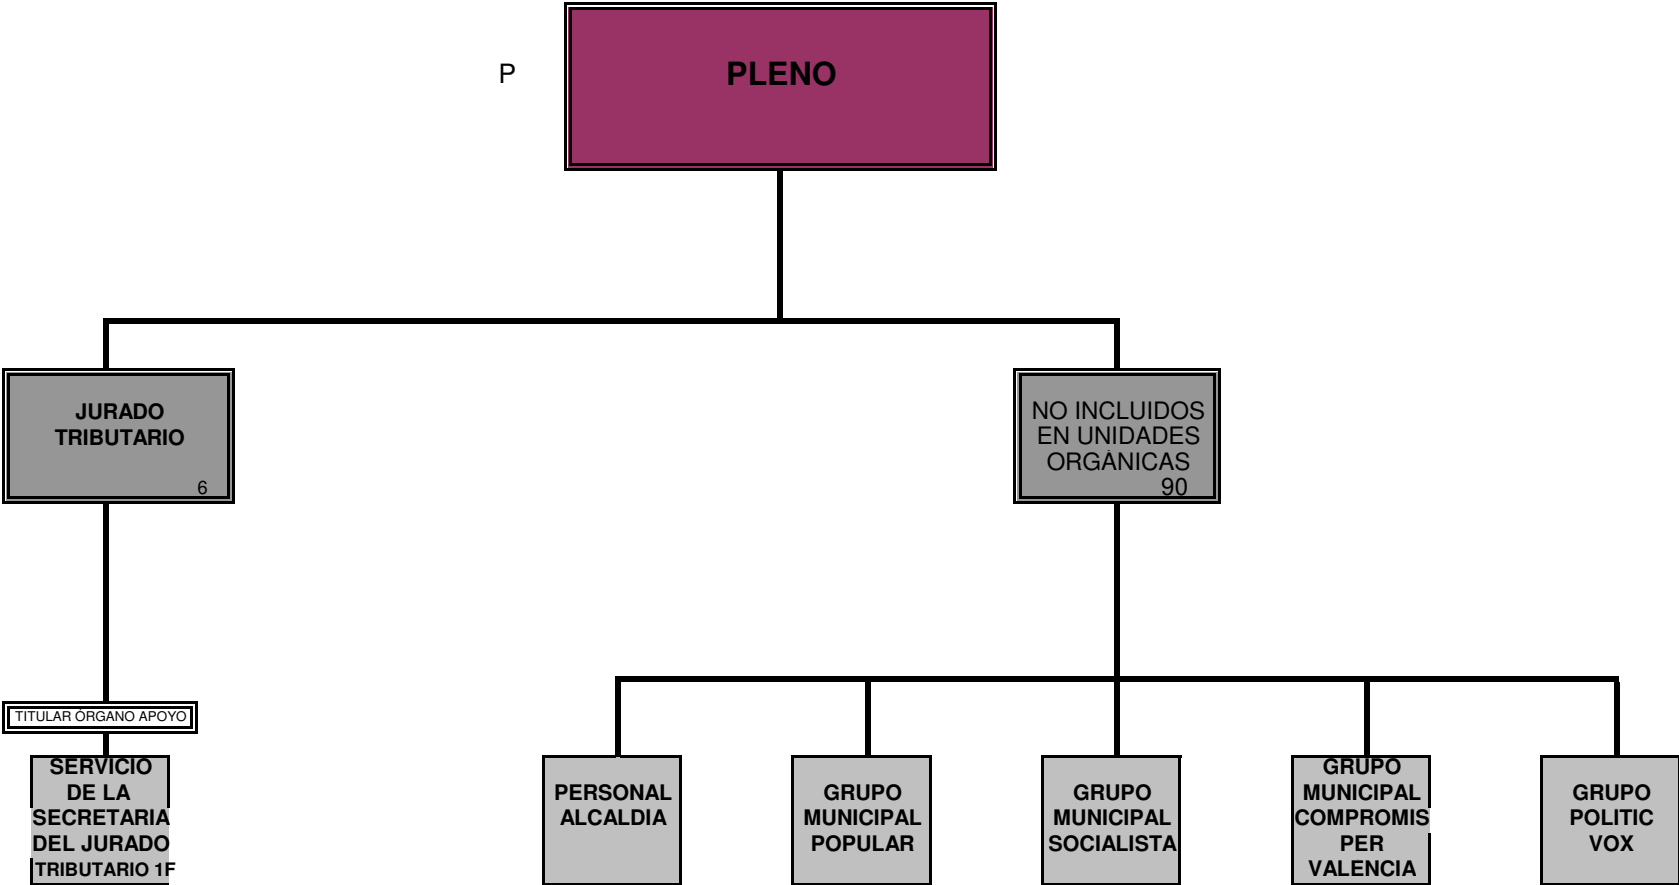 P
PLENO
JURADO
TRIBUTARIO
6
NO INCLUIDOS
EN UNIDADES
ORGÁNICAS
90
TITULAR ÓRGANO APOYO
SERVICIO
DE LA
SECRETARIA
DEL JURADO
TRIBUTARIO 1F
PERSONAL
ALCALDIA
GRUPO
MUNICIPAL
POPULAR
GRUPO
MUNICIPAL
SOCIALISTA
GRUPO
MUNICIPAL
COMPROMIS
PER
VALENCIA
GRUPO
POLITIC
VOX